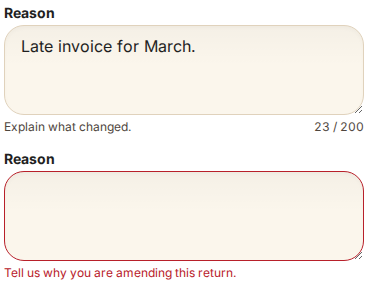 Reason
Late invoice for March.
Explain what changed. 23 / 200
Reason
Tell us why you are amending this return.